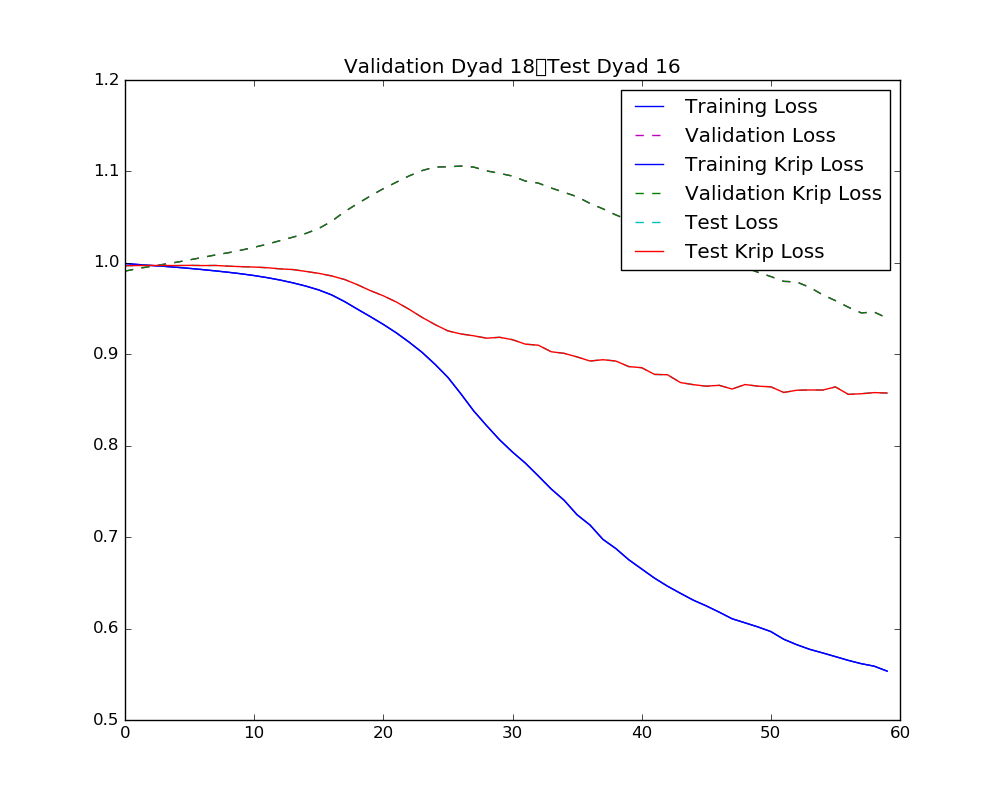 Validation Dyad 18▯Test Dyad 16
1.2
1.1
1.0
0.9
0.8
0.7
0.6
0.5
0
10
20
30
40
50
60
Training Loss
Validation Loss
Training Krip Loss
Validation Krip Loss
Test Loss
Test Krip Loss